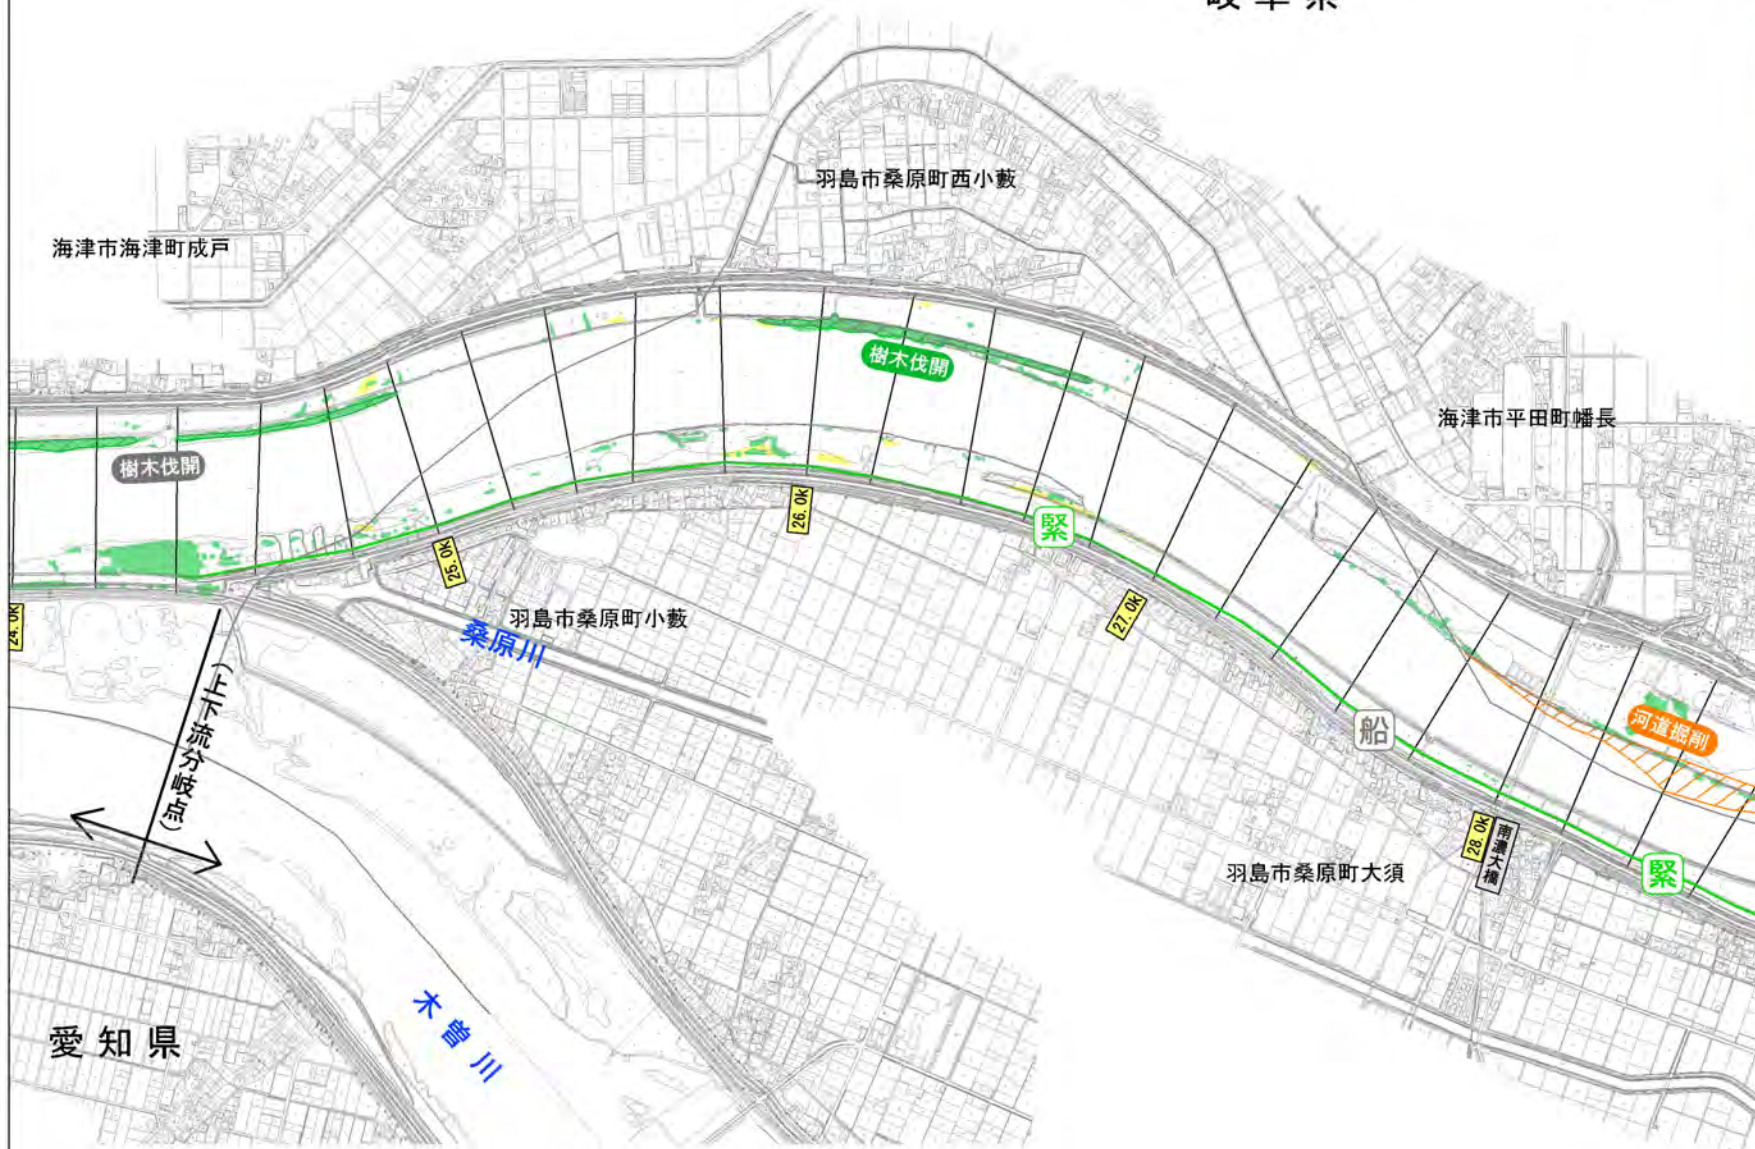 岐阜県
羽島市桑原町西小藪
海津市海津町成戸
樹木伐開
海津市平田町幡長
樹木伐開
26.0k
緊
25.0k
27.0k
24.0k
羽島市桑原町小藪
桑原川
（上下流分岐点）
船
河道掘削
28.0k
南濃大橋
羽島市桑原町大須
緊
木曽川
愛知県